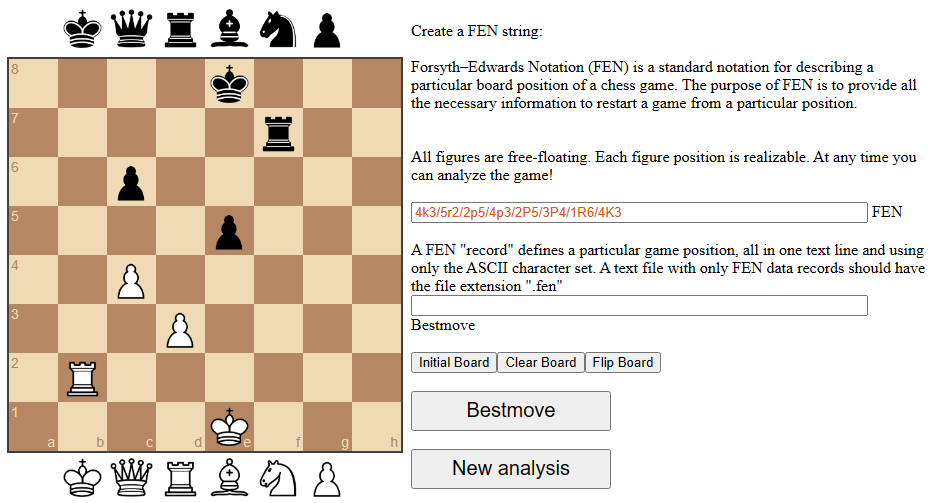 Create a FEN string:
Forsyth–Edwards Notation (FEN) is a standard notation for describing a
particular board position of a chess game. The purpose of FEN is to provide all
the necessary information to restart a game from a particular position.
All figures are free-floating. Each figure position is realizable. At any time you
can analyze the game!
4k3/5r2/2p5/4p3/2P5/3P4/1R6/4K3 FEN
A FEN "record" defines a particular game position, all in one text line and using
only the ASCII character set. A text file with only FEN data records should have
the file extension ".fen"
Bestmove
Initial Board Clear Board Flip Board
Bestmove
New analysis
8
7
6
5
4
3
2
1
a b c d e f g h